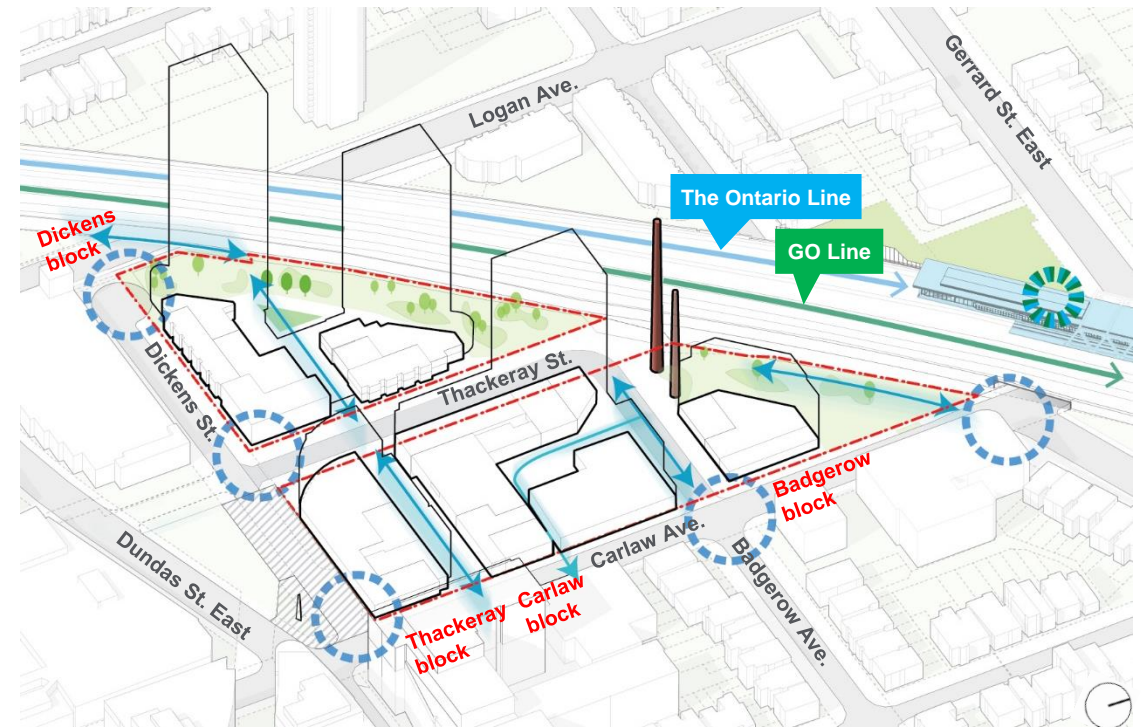 Logan Ave.
Gerrard St. East
The Ontario Line
GO Line
Dickens
block
Dickens St.
Thackeray St.
Badgerow
block
Carlaw Ave.
Badgerow Ave.
Dundas St. East
Thackeray
block
Carlaw
block